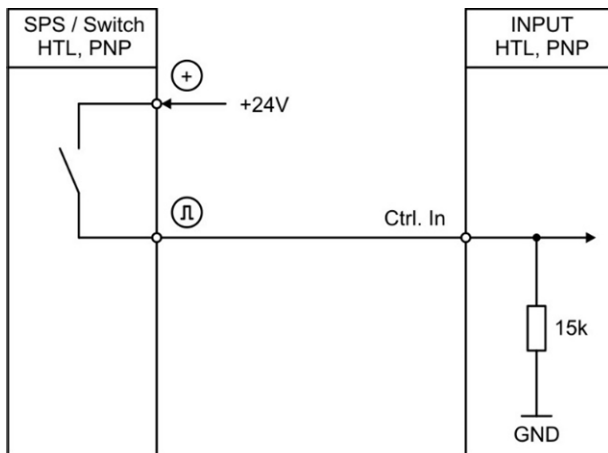 SPS / Switch
HTL, PNP
INPUT
HTL, PNP
+
+24V
Ctrl. In
15k
GND